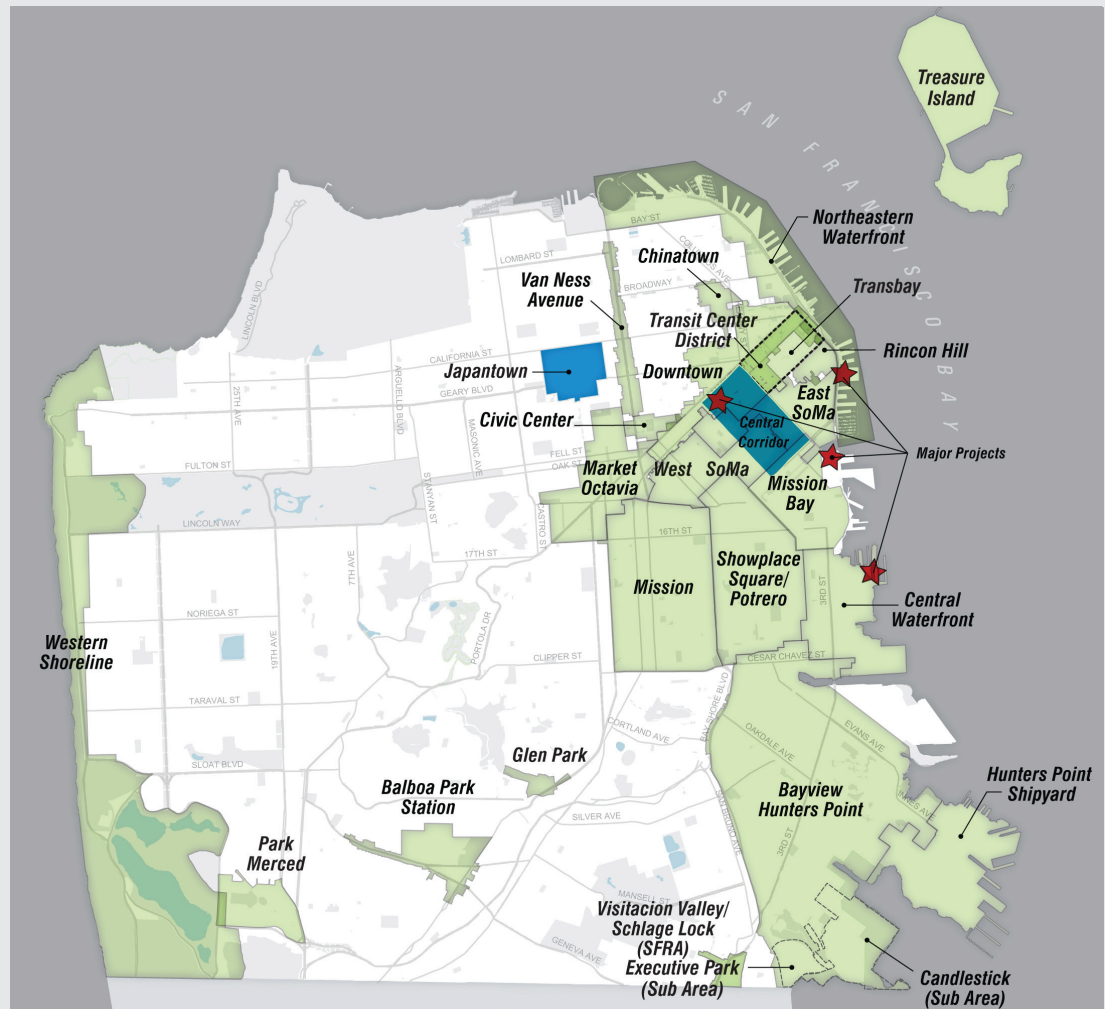 Treasure
Island
SAN FRANCISCO BAY
Northeastern
Waterfront
BAY ST
COLUMBUS AVE
LOMBARD ST
Chinatown
LINCOLN BLVD
Van Ness
Avenue
BROADWAY
Transbay
Transit Center
District
CALIFORNIA ST
Rincon Hill
Japantown
Downtown
GEARY BLVD
ARGUELLO BLVD
25TH AVE
East
SoMa
Civic Center
Central
Corridor
MASONIC AVE
Major Projects
FELL ST
OAK ST
FULTON ST
Market
Octavia
West
SoMa
Mission
Bay
STANYAN ST
LINCOLN WAY
CASTRO ST
16TH ST
17TH ST
7TH AVE
Showplace
Square/
Potrero
Mission
3RD ST
NORIEGA ST
Central
Waterfront
PORTOLA DR
19TH AVE
Western
Shoreline
CLIPPER ST
CESAR CHAVEZ ST
TARAVAL ST
BAY SHORE BLVD
CORTLAND AVE
OAKDALE AVE
EVANS AVE
Glen Park
SLOAT BLVD
Balboa Park
Station
Bayview
Hunters Point
Hunters Point
Shipyard
SILVER AVE
SAN BRUNO AVE
3RD ST
Park
Merced
MANSELL ST
Visitacion Valley/
Schlage Lock
(SFRA)
GENEVA AVE
Executive Park
(Sub Area)
Candlestick
(Sub Area)